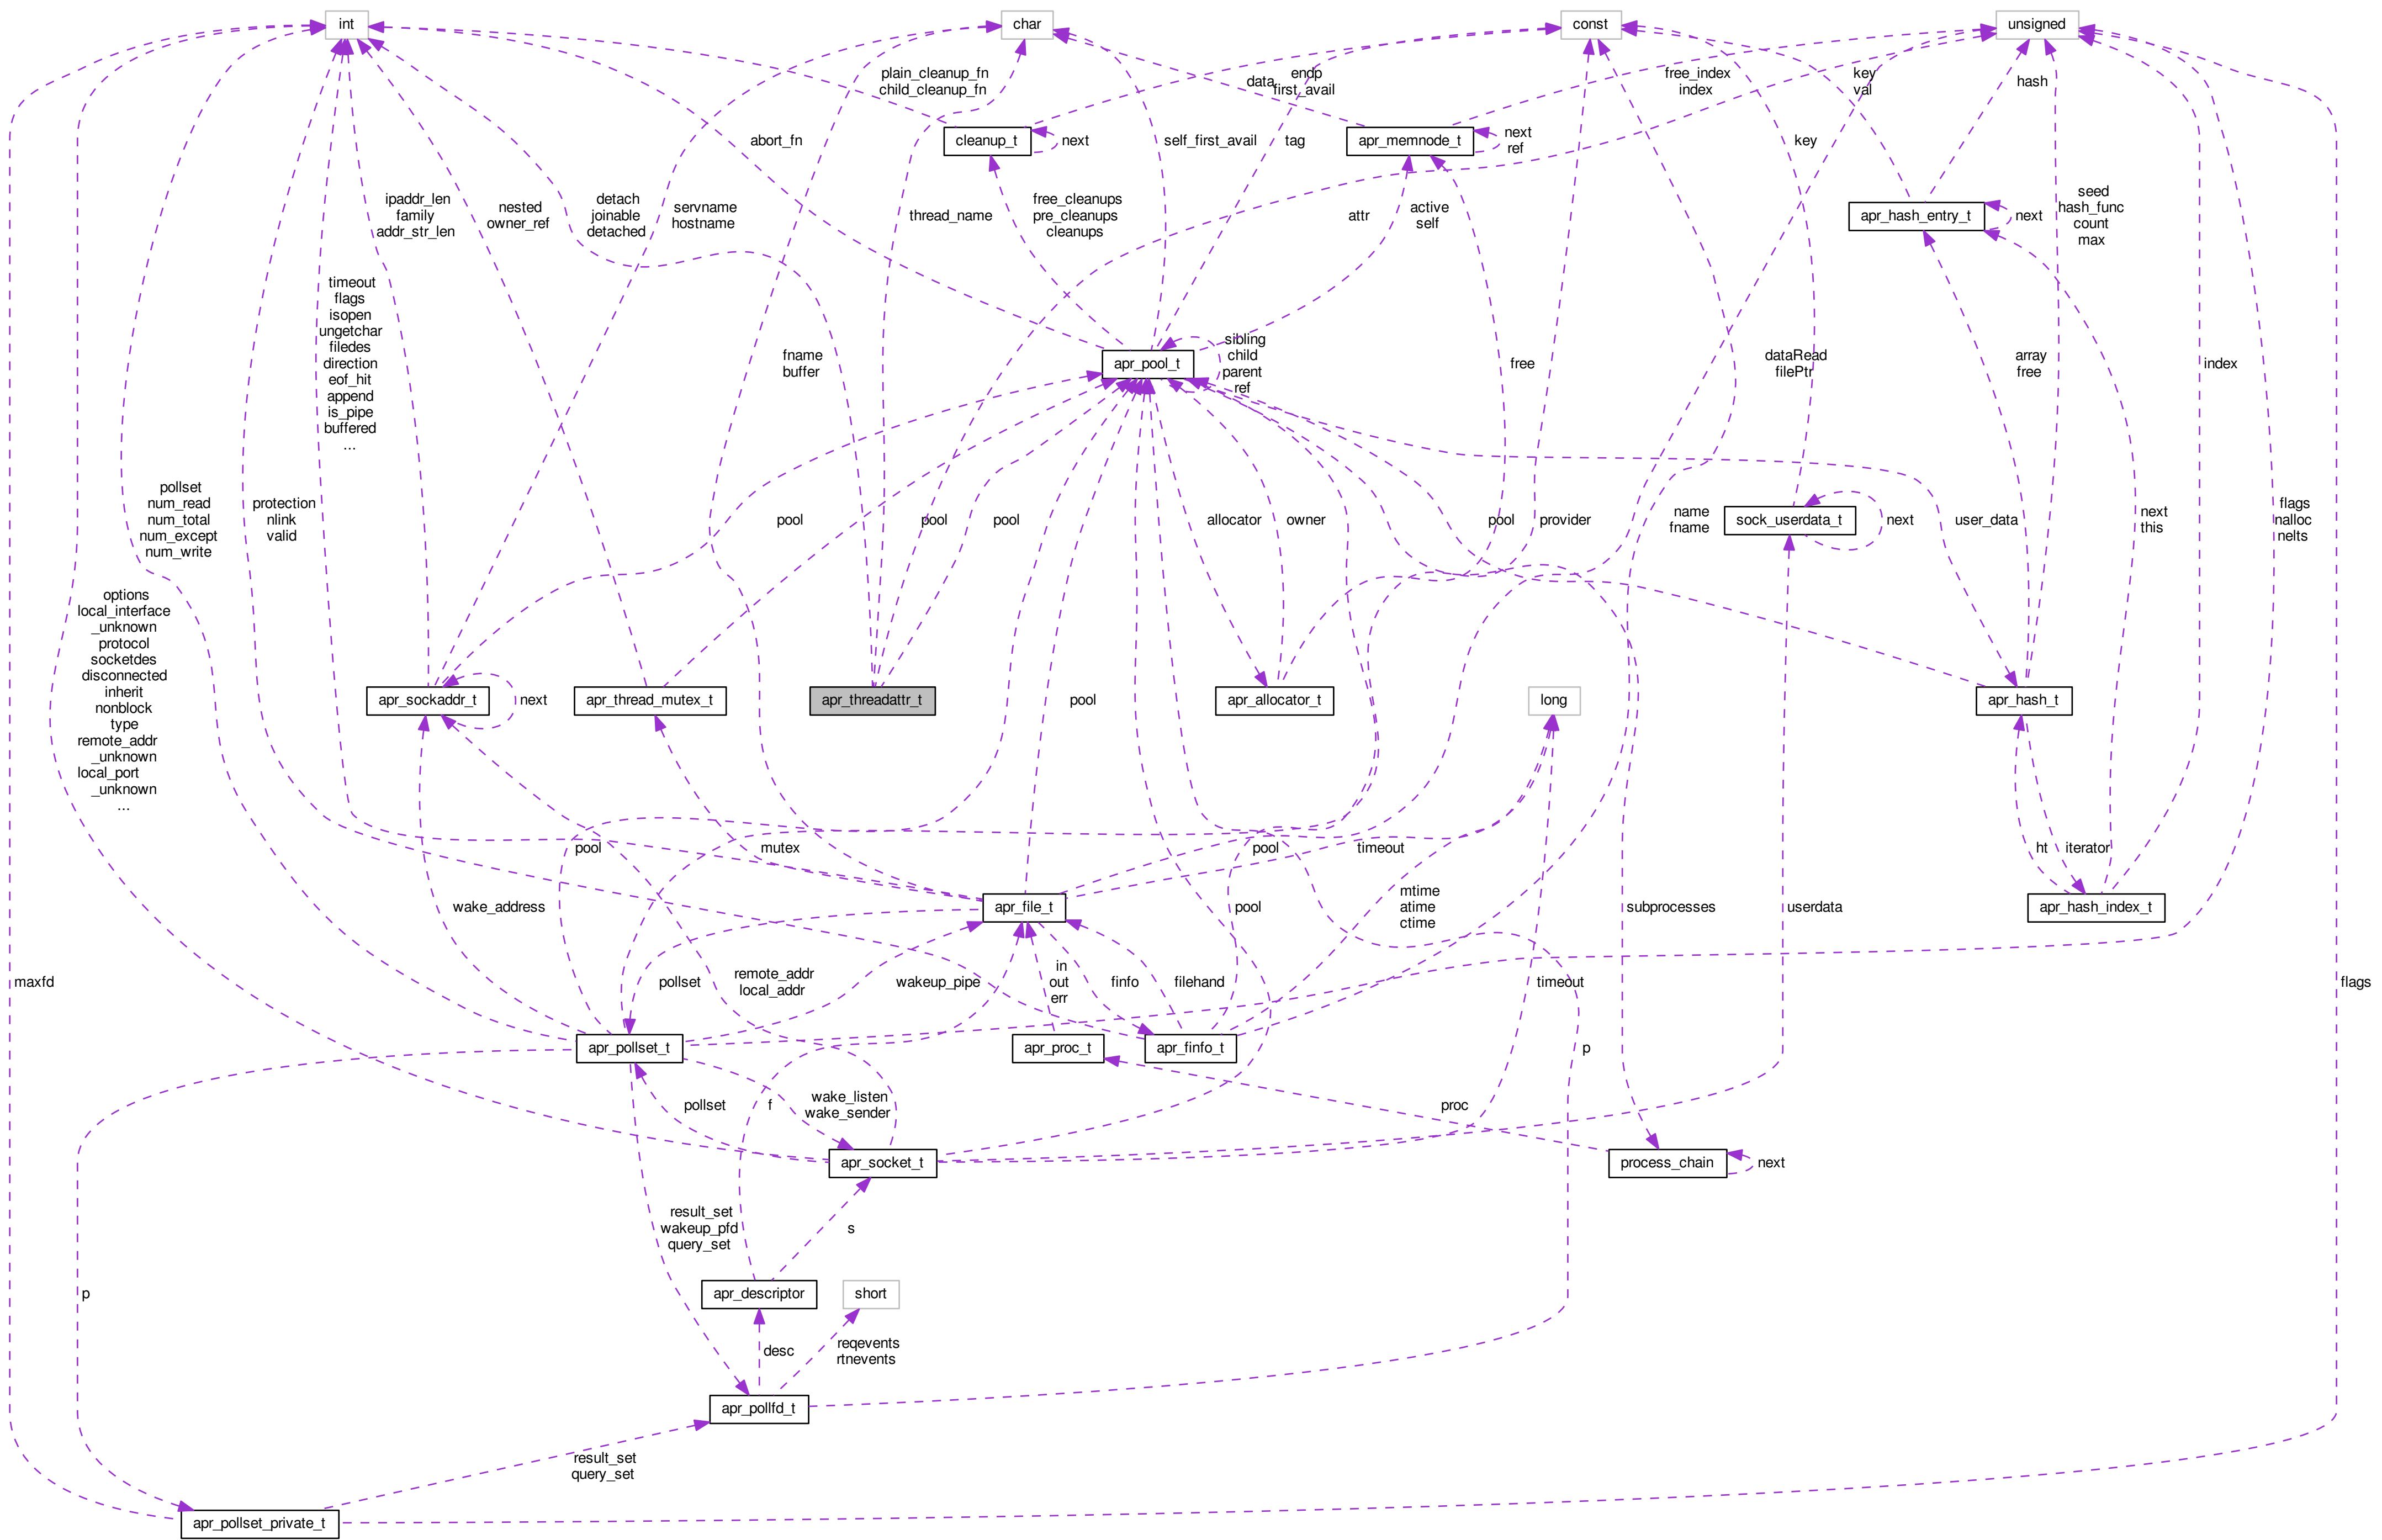 int
char
const
unsigned
plain_cleanup_fn
child_cleanup_fn
data
endp
first_avail
free_index
index
key
val
hash
abort_fn
cleanup_t
next
self_first_avail
tag
apr_memnode_t
next
ref
key
ipaddr_len
family
addr_str_len
nested
owner_ref
detach
joinable
detached
servname
hostname
thread_name
free_cleanups
pre_cleanups
cleanups
attr
active
self
apr_hash_entry_t
next
seed
hash_func
count
max
timeout
flags
isopen
ungetchar
filedes
direction
eof_hit
append
is_pipe
buffered
...
fname
buffer
apr_pool_t
sibling
child
parent
ref
free
dataRead
filePtr
array
free
index
pollset
num_read
num_total
num_except
num_write
protection
nlink
valid
pool
pool
pool
allocator
owner
pool
provider
name
fname
sock_userdata_t
next
user_data
next
this
flags
nalloc
nelts
options
local_interface
_unknown
protocol
socketdes
disconnected
inherit
nonblock
type
remote_addr
_unknown
local_port
_unknown
...
apr_sockaddr_t
next
apr_thread_mutex_t
apr_threadattr_t
pool
apr_allocator_t
long
apr_hash_t
pool
mutex
pool
timeout
ht
iterator
wake_address
apr_file_t
pool
mtime
atime
ctime
subprocesses
userdata
apr_hash_index_t
maxfd
pollset
remote_addr
local_addr
wakeup_pipe
in
out
err
finfo
filehand
timeout
flags
apr_pollset_t
apr_proc_t
apr_finfo_t
p
pollset
f
wake_listen
wake_sender
proc
apr_socket_t
process_chain
next
result_set
wakeup_pfd
query_set
s
p
apr_descriptor
short
desc
reqevents
rtnevents
apr_pollfd_t
result_set
query_set
apr_pollset_private_t